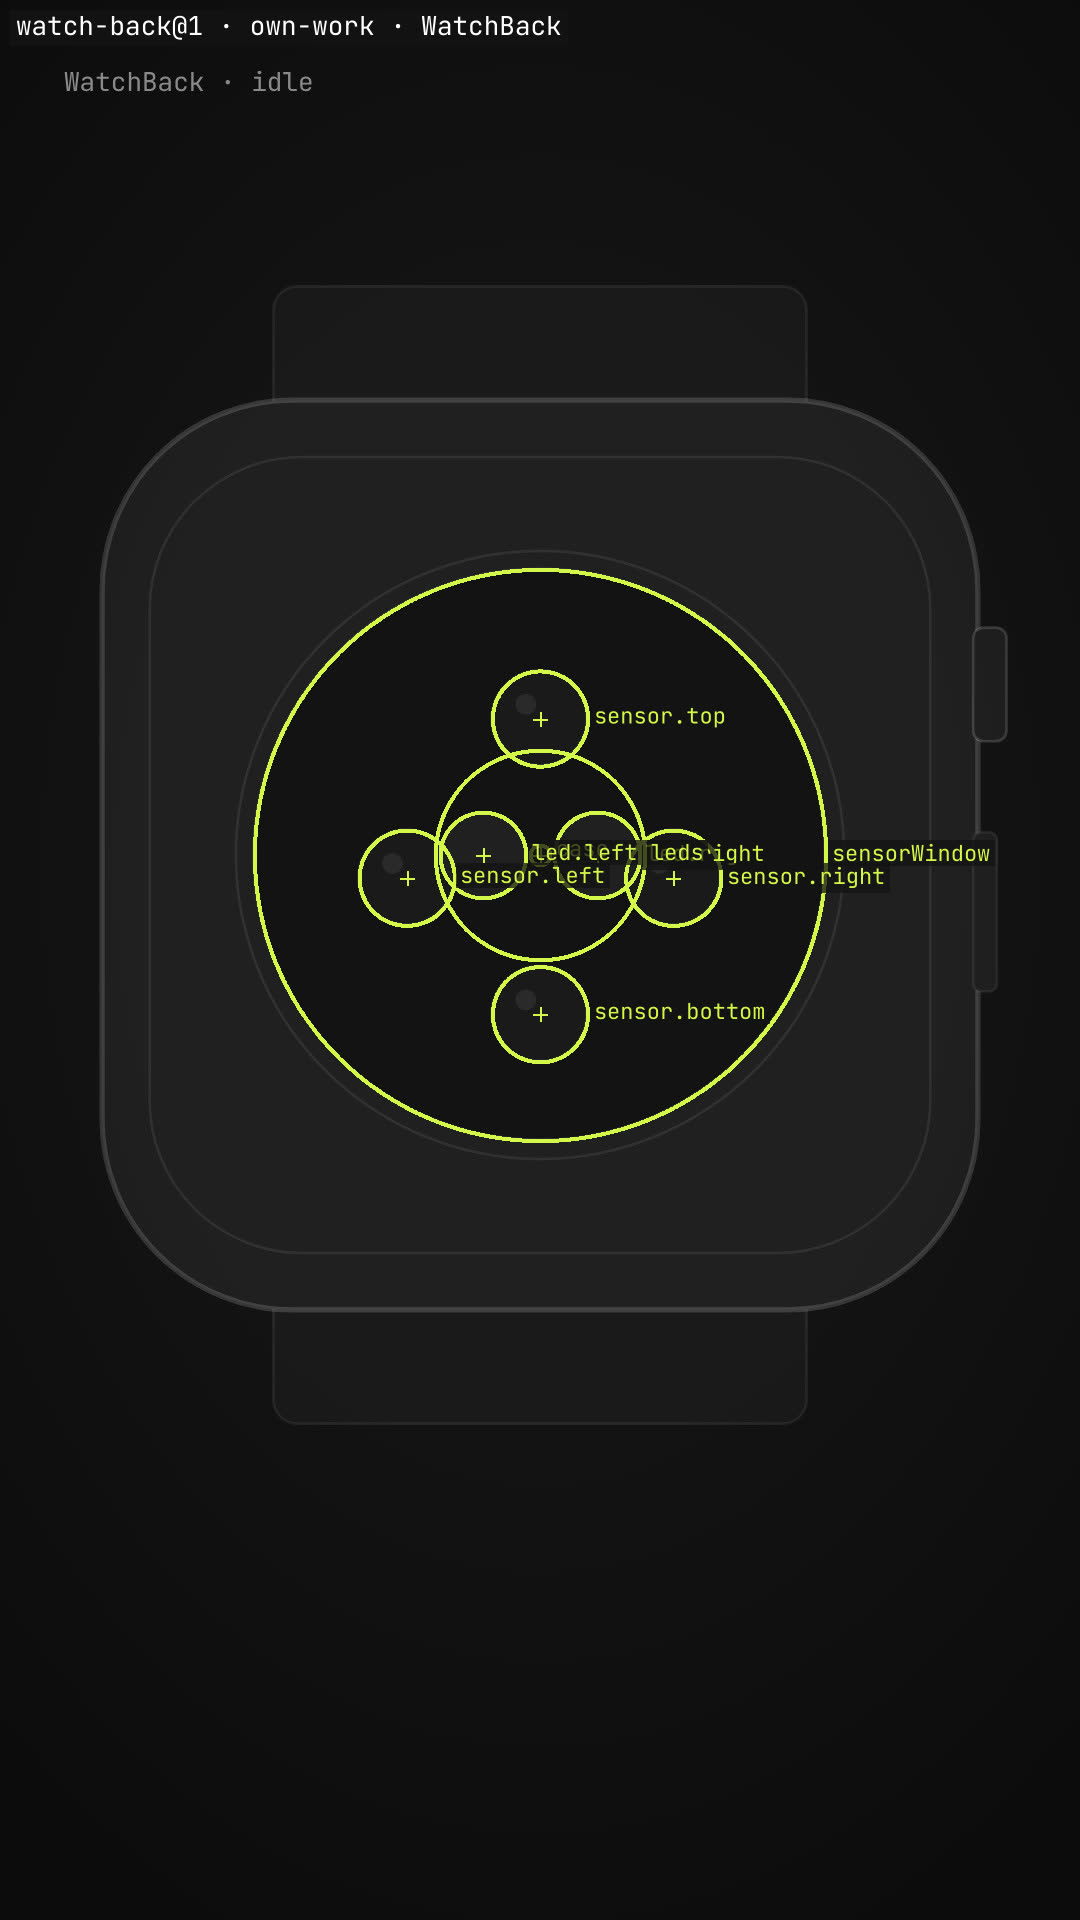 watch-back@1 · own-work · WatchBack
WatchBack · idle
sensor.top
led.left
sensorWindow
sensor.left
sensor.right
sensor.bottom